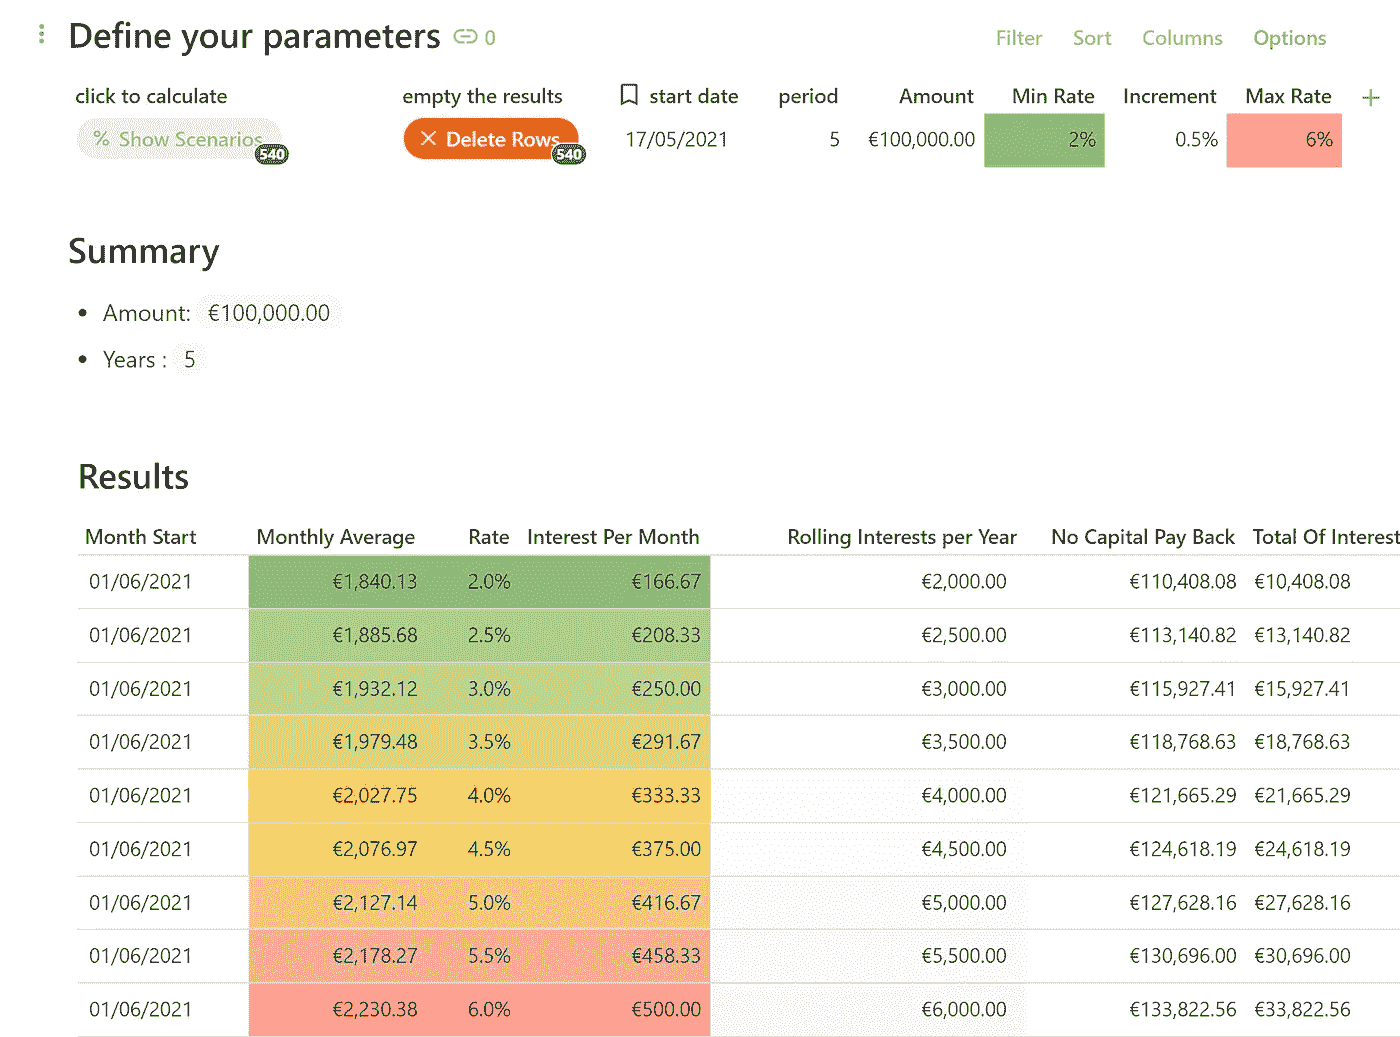 Define your parameters 0 Filter Sort Columns Options
click to calculate empty the results start date period Amount Min Rate Increment Max Rate +
% Show Scenarios 540 × Delete Rows 540 17/05/2021 5 €100,000.00 2% 0.5% 6%
Summary
• Amount: €100,000.00
• Years : 5
Results
Month Start Monthly Average Rate Interest Per Month Rolling Interests per Year No Capital Pay Back Total Of Interest
01/06/2021 €1,840.13 2.0% €166.67 €2,000.00 €110,408.08 €10,408.08
01/06/2021 €1,885.68 2.5% €208.33 €2,500.00 €113,140.82 €13,140.82
01/06/2021 €1,932.12 3.0% €250.00 €3,000.00 €115,927.41 €15,927.41
01/06/2021 €1,979.48 3.5% €291.67 €3,500.00 €118,768.63 €18,768.63
01/06/2021 €2,027.75 4.0% €333.33 €4,000.00 €121,665.29 €21,665.29
01/06/2021 €2,076.97 4.5% €375.00 €4,500.00 €124,618.19 €24,618.19
01/06/2021 €2,127.14 5.0% €416.67 €5,000.00 €127,628.16 €27,628.16
01/06/2021 €2,178.27 5.5% €458.33 €5,500.00 €130,696.00 €30,696.00
01/06/2021 €2,230.38 6.0% €500.00 €6,000.00 €133,822.56 €33,822.56